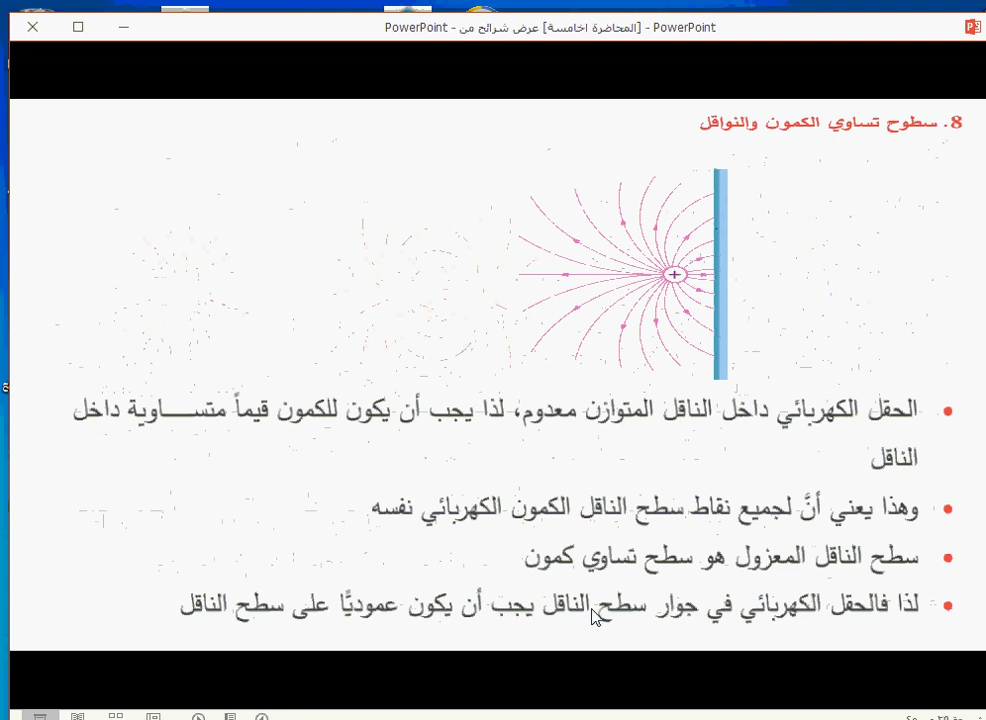 PowerPoint - [المحاضرة اخامسة] عرض شرائح من - PowerPoint
8. سطوح تساوي الكمون والنواقل
+
الحقل الكهربائي داخل الناقل المتوازن معدوم، لذا يجب أن يكون للكمون قيماً متســـاوية داخل
الناقل
وهذا يعني أنَّ لجميع نقاط سطح الناقل الكمون الكهربائي نفسه
سطح الناقل المعزول هو سطح تساوي كمون
لذا فالحقل الكهربائي في جوار سطح الناقل يجب أن يكون عموديًّا على سطح الناقل